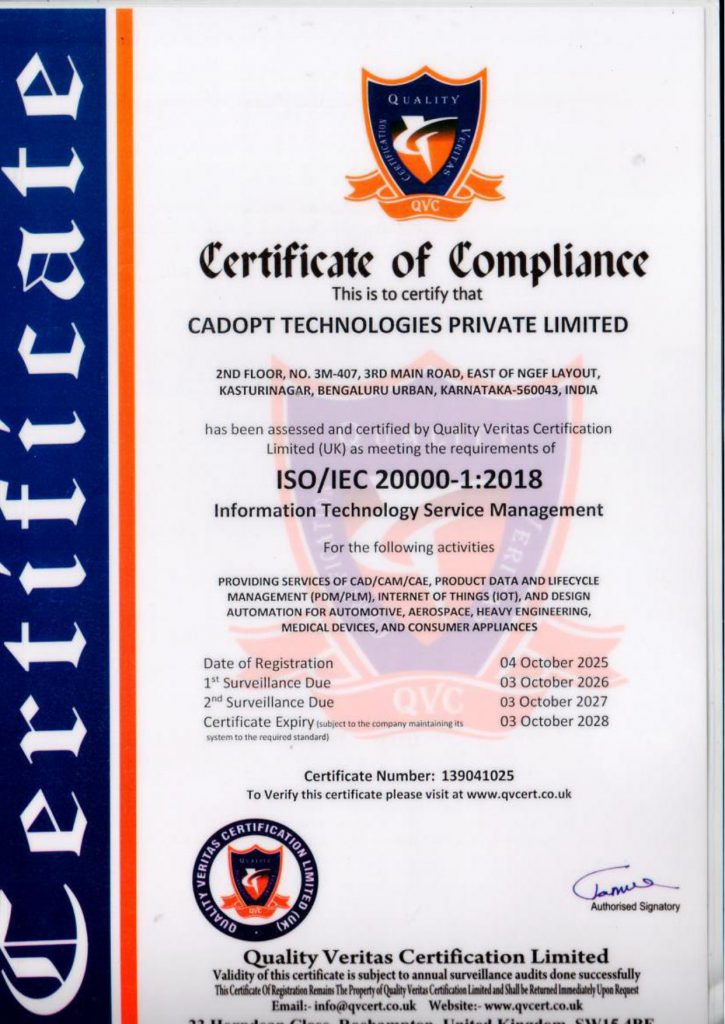 Certificate
QUALITY
VERITAS
CERTIFICATION
QVC
Certificate of Compliance
This is to certify that
CADOPT TECHNOLOGIES PRIVATE LIMITED
2ND FLOOR, NO. 3M-407, 3RD MAIN ROAD, EAST OF NGEF LAYOUT,
KASTURINAGAR, BENGALURU URBAN, KARNATAKA-560043, INDIA
has been assessed and certified by Quality Veritas Certification
Limited (UK) as meeting the requirements of
ISO/IEC 20000-1:2018
Information Technology Service Management
For the following activities
PROVIDING SERVICES OF CAD/CAM/CAE, PRODUCT DATA AND LIFECYCLE
MANAGEMENT (PDM/PLM), INTERNET OF THINGS (IOT), AND DESIGN
AUTOMATION FOR AUTOMOTIVE, AEROSPACE, HEAVY ENGINEERING,
MEDICAL DEVICES, AND CONSUMER APPLIANCES
Date of Registration 04 October 2025
1st Surveillance Due 03 October 2026
2nd Surveillance Due 03 October 2027
Certificate Expiry (subject to the company maintaining its 03 October 2028
system to the required standard)
QVC
Certificate Number: 139041025
To Verify this certificate please visit at www.qvcert.co.uk
QUALITY VERITAS CERTIFICATION LIMITED (UK)
QUALITY
QVC
Authorised Signatory
Quality Veritas Certification Limited
Validity of this certificate is subject to annual surveillance audits done successfully
This Certificate Of Registration Remains The Property of Quality Veritas Certification Limited and Shall be Returned Immediately Upon Request
Email:- info@qvcert.co.uk Website:- www.qvcert.co.uk
Close, Roehampton, United Kingdom, SW15 4BE